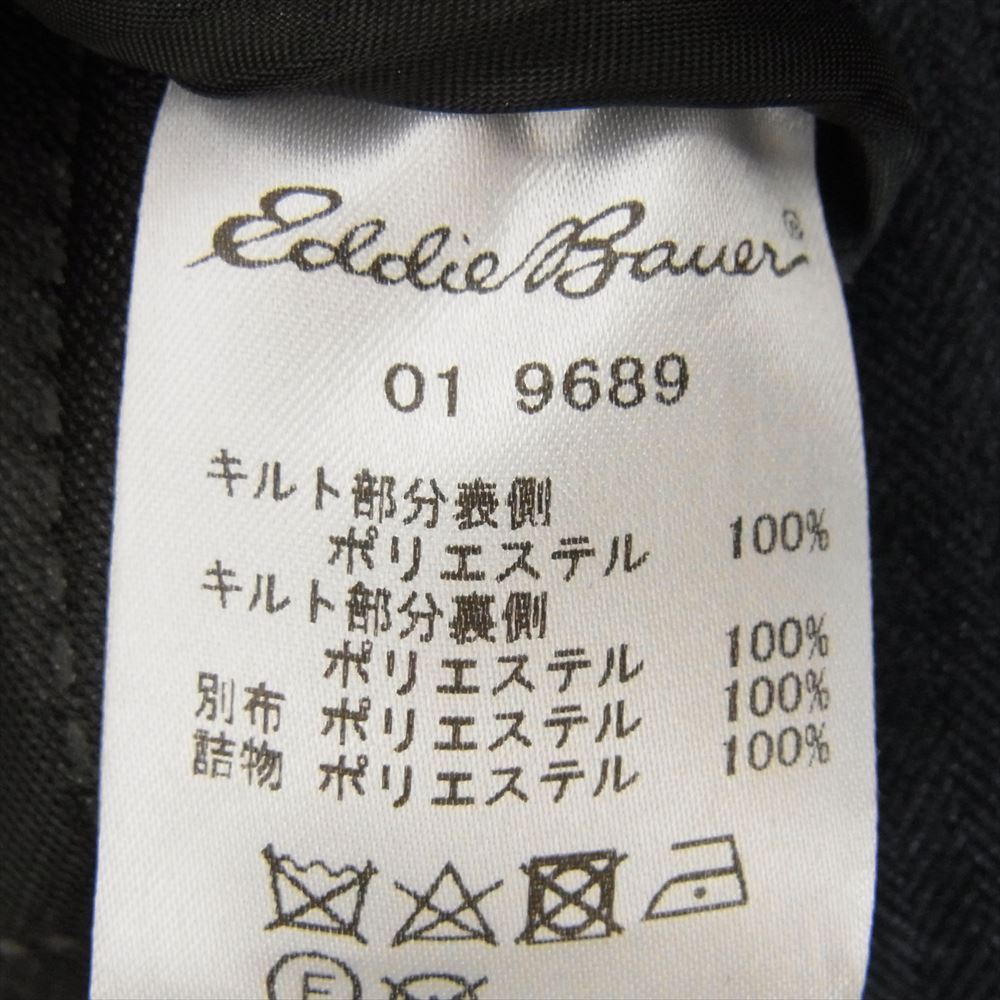 Eddie Bauer®
01 9689
キルト部分表側
ポリエステル 100%
キルト部分裏側
ポリエステル 100%
別布 ポリエステル 100%
詰物 ポリエステル 100%
F